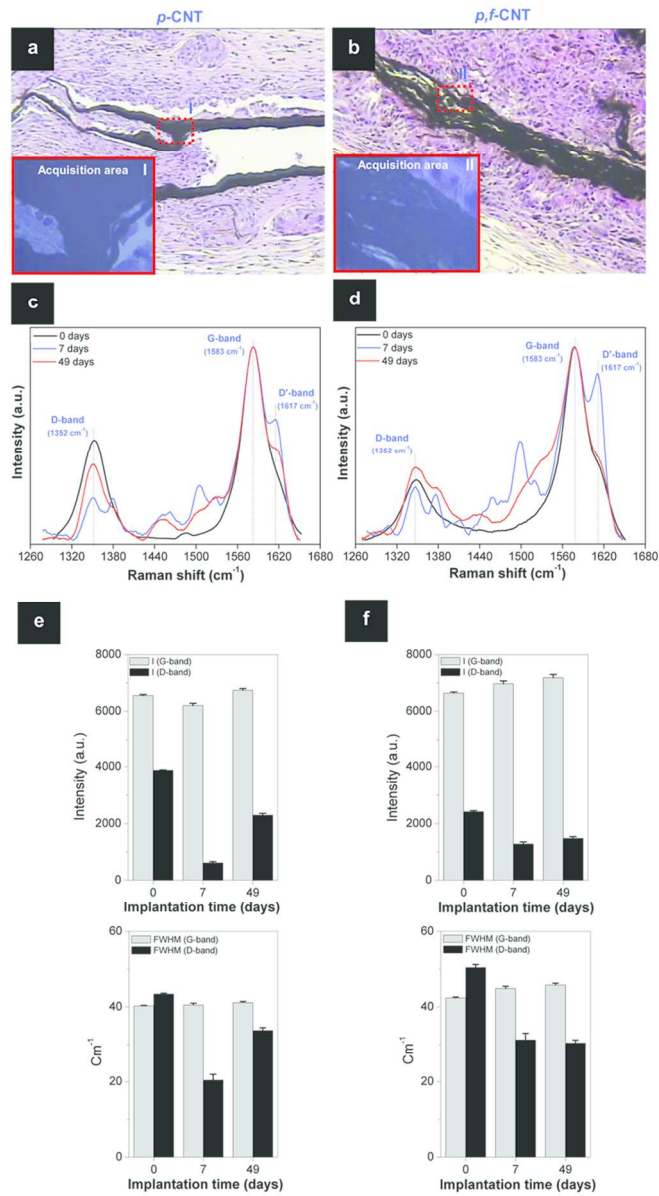 p-CNT
p,f-CNT
a
b
I
II
Acquisition area I
Acquisition area II
c
d
0 days
7 days
49 days
G-band
(1583 cm-1)
D'-band
(1617 cm-1)
D-band
(1352 cm-1)
Intensity (a.u.)
1260 1320 1380 1440 1500 1560 1620 1680
Raman shift (cm-1)
0 days
7 days
49 days
G-band
(1583 cm-1)
D'-band
(1617 cm-1)
D-band
(1352 cm-1)
Intensity (a.u.)
1260 1320 1380 1440 1500 1560 1620 1680
Raman shift (cm-1)
e
f
I (G-band)
I (D-band)
8000
6000
4000
2000
0
Intensity (a.u.)
0 7 49
Implantation time (days)
I (G-band)
I (D-band)
8000
6000
4000
2000
0
Intensity (a.u.)
0 7 49
Implantation time (days)
FWHM (G-band)
FWHM (D-band)
60
40
20
0
Cm-1
0 7 49
Implantation time (days)
FWHM (G-band)
FWHM (D-band)
60
40
20
0
Cm-1
0 7 49
Implantation time (days)